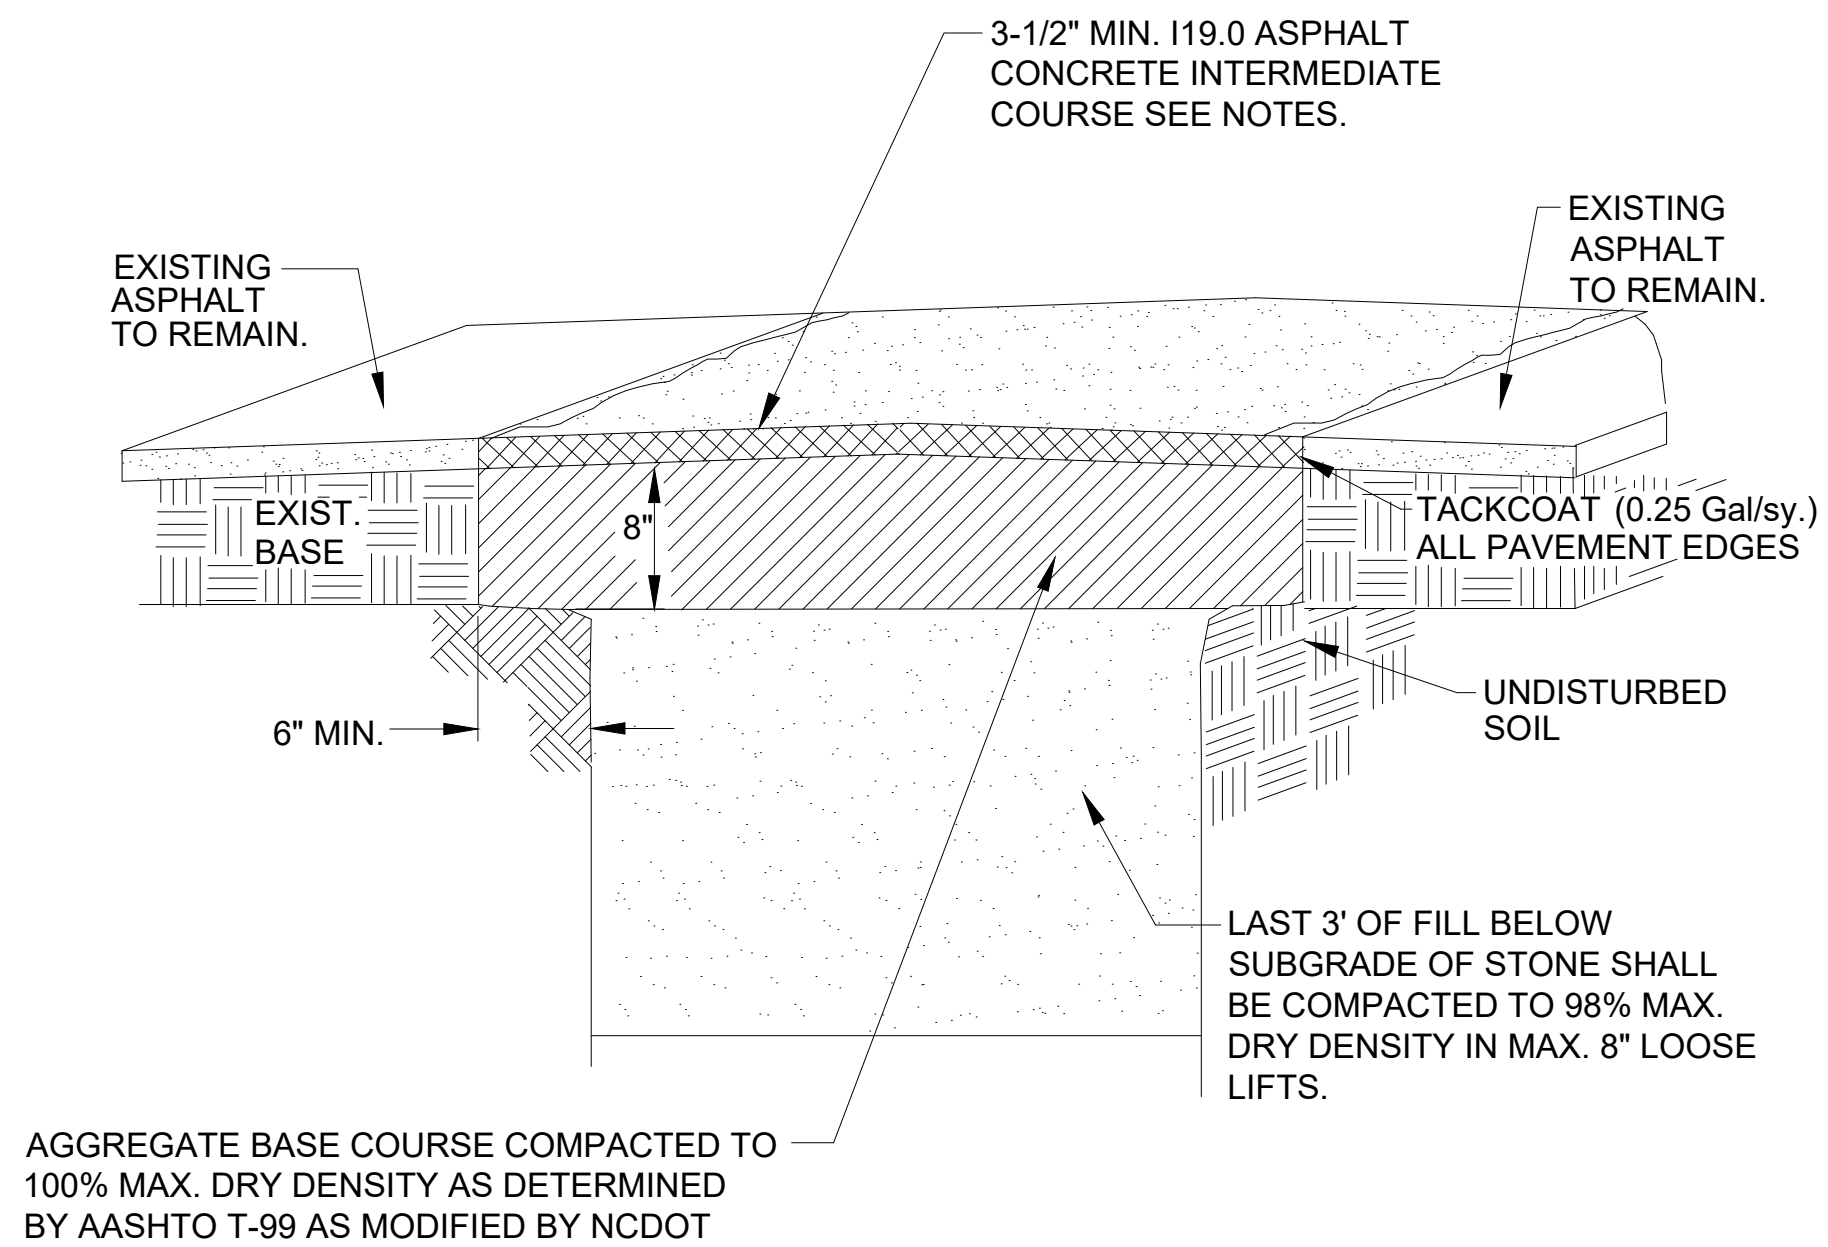 3-1/2" MIN. I19.0 ASPHALT
CONCRETE INTERMEDIATE
COURSE SEE NOTES.
EXISTING
ASPHALT
TO REMAIN.
EXISTING
ASPHALT
TO REMAIN.
EXIST.
BASE
8"
TACKCOAT (0.25 Gal/sy.)
ALL PAVEMENT EDGES
UNDISTURBED
SOIL
6" MIN.
LAST 3' OF FILL BELOW
SUBGRADE OF STONE SHALL
BE COMPACTED TO 98% MAX.
DRY DENSITY IN MAX. 8" LOOSE
LIFTS.
AGGREGATE BASE COURSE COMPACTED TO
100% MAX. DRY DENSITY AS DETERMINED
BY AASHTO T-99 AS MODIFIED BY NCDOT